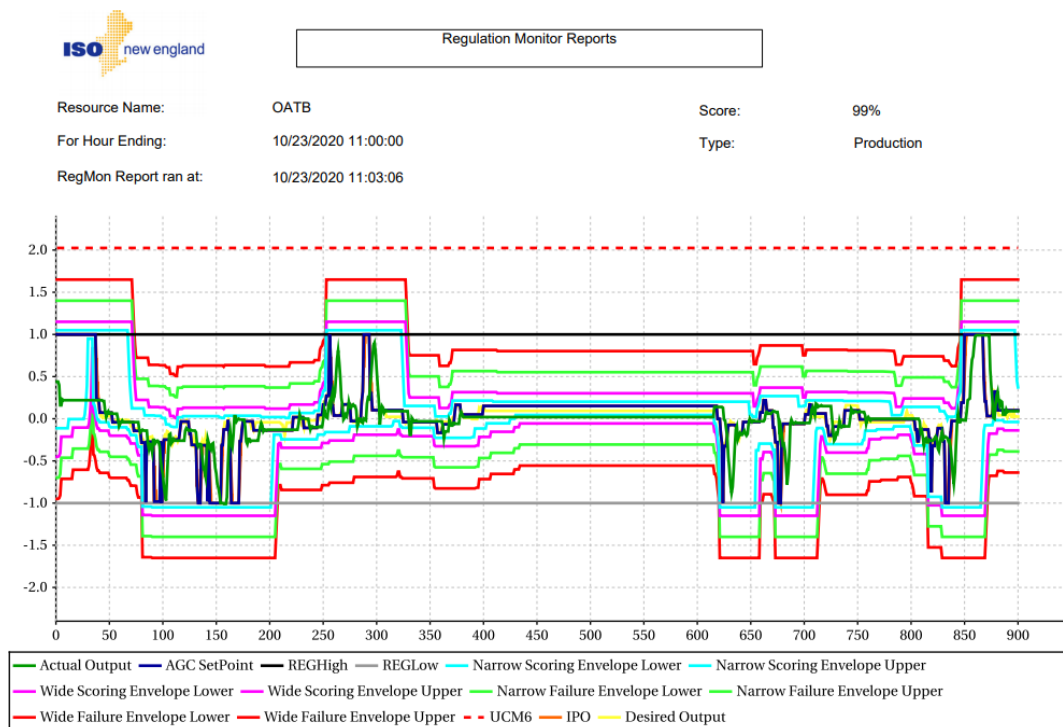 ISO new england
Regulation Monitor Reports
Resource Name: OATB Score: 99%
For Hour Ending: 10/23/2020 11:00:00 Type: Production
RegMon Report ran at: 10/23/2020 11:03:06
2.0
1.5
1.0
0.5
0.0
-0.5
-1.0
-1.5
-2.0
0 50 100 150 200 250 300 350 400 450 500 550 600 650 700 750 800 850 900
Actual Output AGC SetPoint REGHigh REGLow Narrow Scoring Envelope Lower Narrow Scoring Envelope Upper
Wide Scoring Envelope Lower Wide Scoring Envelope Upper Narrow Failure Envelope Lower Narrow Failure Envelope Upper
Wide Failure Envelope Lower Wide Failure Envelope Upper UCM6 IPO Desired Output